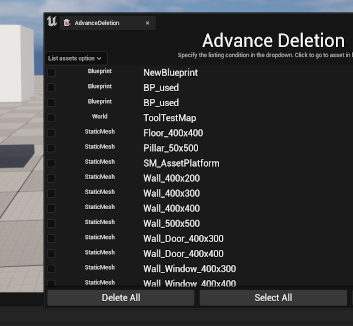 AdvanceDeletion ×
Advance Deletion
Specify the listing condition in the dropdown. Click to go to asset in
List assets option
Blueprint NewBlueprint
Blueprint BP_used
Blueprint BP_used
World ToolTestMap
StaticMesh Floor_400x400
StaticMesh Pillar_50x500
StaticMesh SM_AssetPlatform
StaticMesh Wall_400x200
StaticMesh Wall_400x300
StaticMesh Wall_400x400
StaticMesh Wall_500x500
StaticMesh Wall_Door_400x300
StaticMesh Wall_Door_400x400
StaticMesh Wall_Window_400x300
StaticMesh Wall_Window_400x400
Delete All Select All